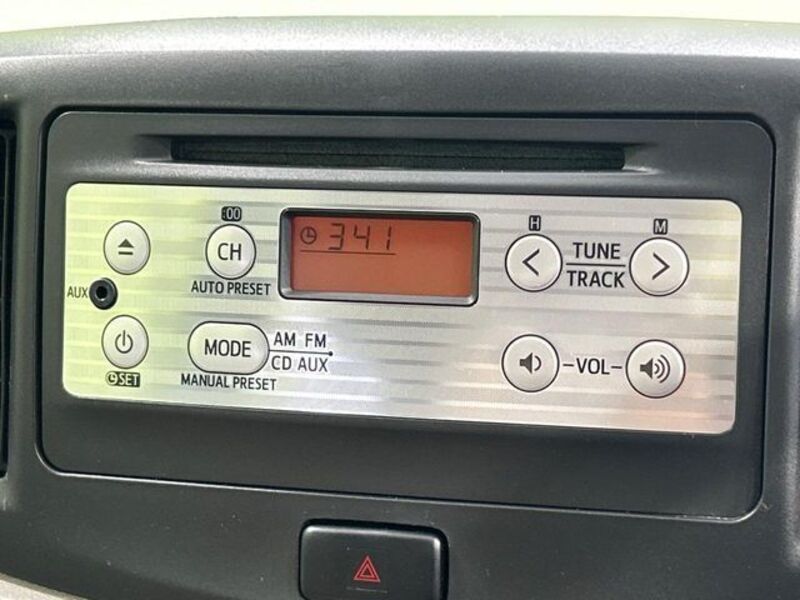 :00
CH
AUTO PRESET
341
H
M
TUNE
TRACK
AUX
MODE
AM FM
CD AUX
MANUAL PRESET
SET
-VOL-